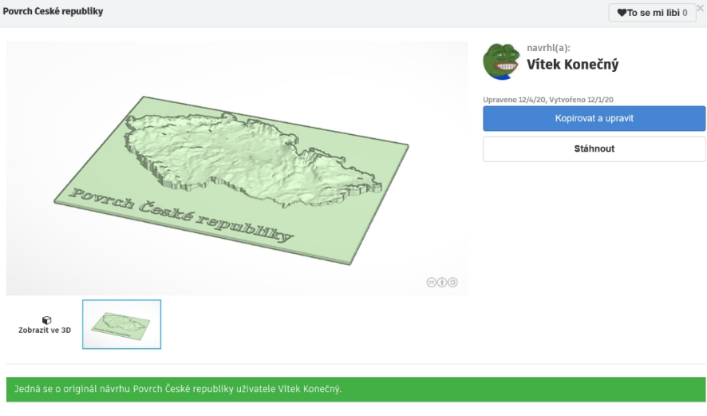 Povrch České republiky
To se mi líbí 0
navrhl(a):
Vítek Konečný
Upraveno 12/4/20, Vytvořeno 12/1/20
Kopírovat a upravit
Stáhnout
Povrch České republiky
Zobrazit ve 3D
Jedná se o originál návrhu Povrch České republiky uživatele Vítek Konečný.